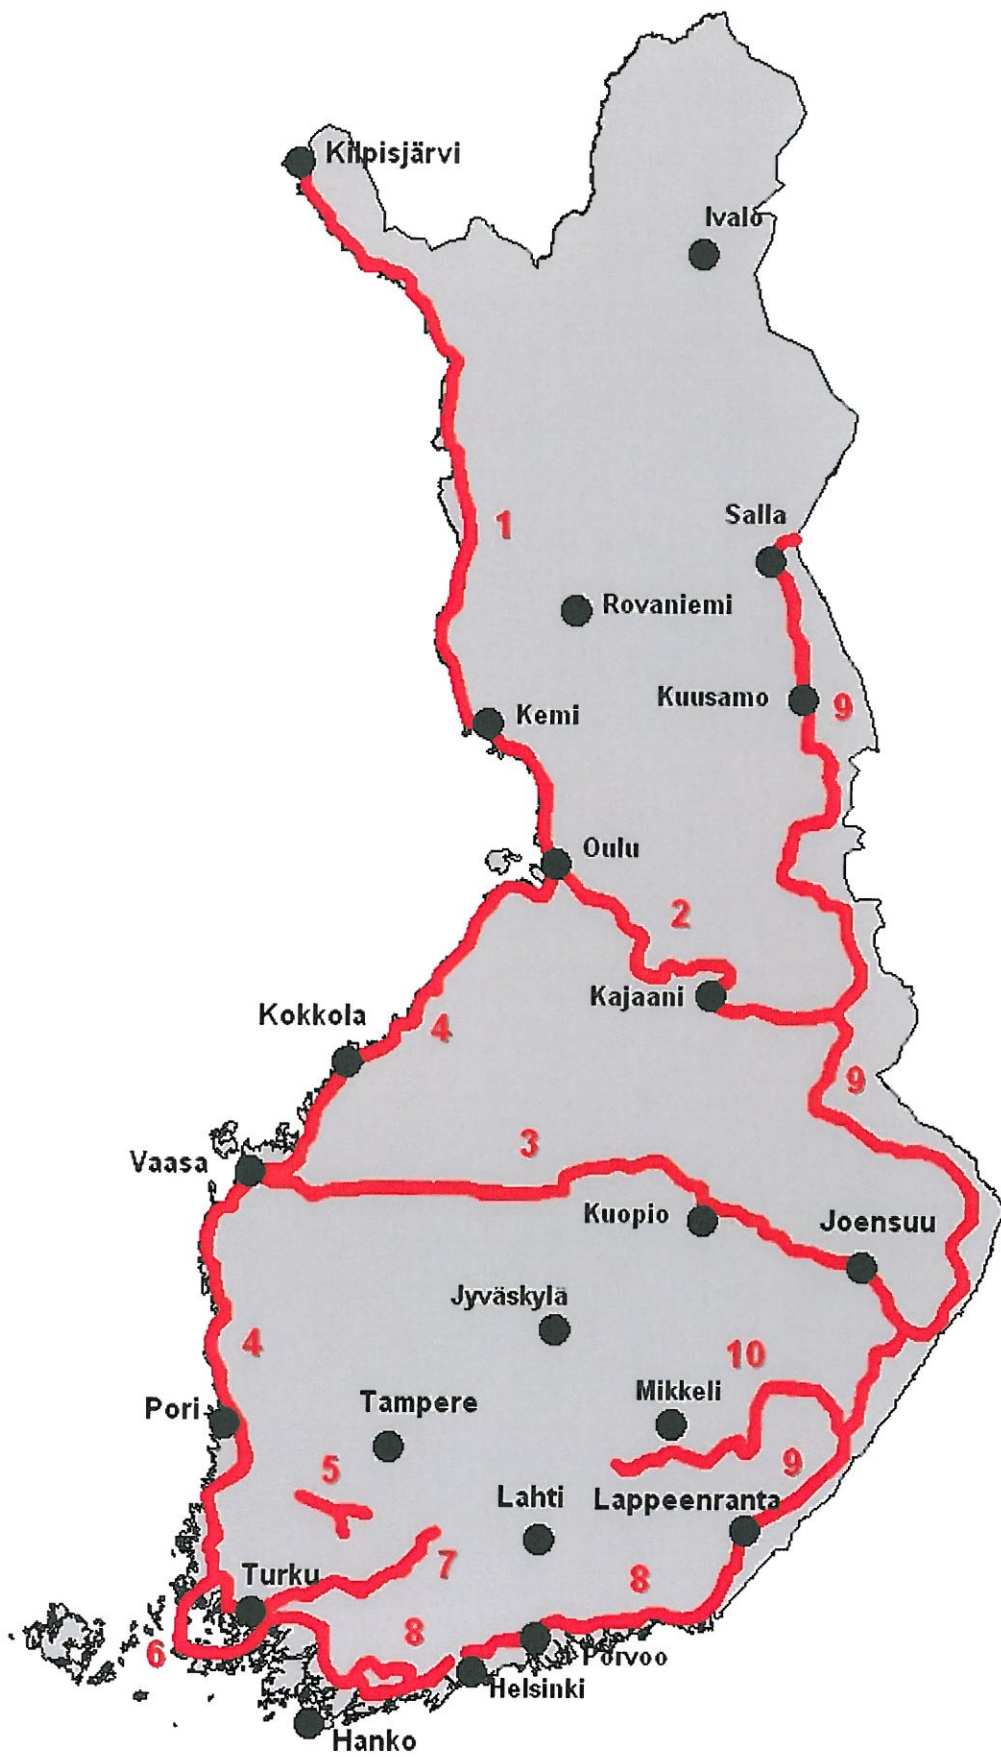 Kilpisjärvi
Ivalo
1
Salla
Rovaniemi
Kuusamo
9
Kemi
Oulu
2
Kajaani
Kokkola
4
9
3
Vaasa
Kuopio
Joensuu
Jyväskylä
4
10
Mikkeli
Tampere
Pori
5
9
Lahti
Lappeenranta
7
Turku
8
8
6
Porvoo
Helsinki
Hanko